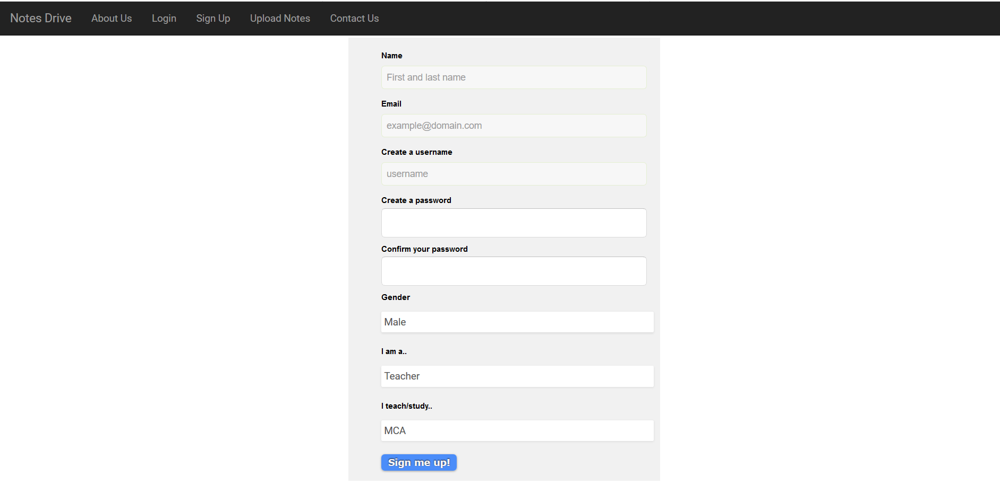 Notes Drive About Us Login Sign Up Upload Notes Contact Us
Name
First and last name
Email
example@domain.com
Create a username
username
Create a password
Confirm your password
Gender
Male
I am a..
Teacher
I teach/study..
MCA
Sign me up!